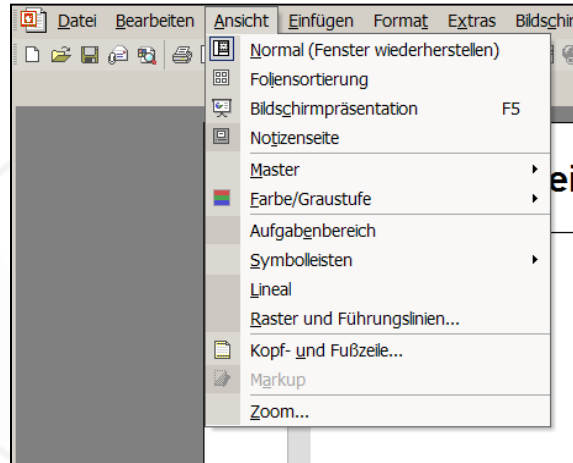 Datei Bearbeiten Ansicht Einfügen Format Extras
Normal (Fenster wiederherstellen)
Foliensortierung
Bildschirmpräsentation F5
Notizenseite
Master
Farbe/Graustufe
Aufgabenbereich
Symbolleisten
Lineal
Raster und Führungslinien...
Kopf- und Fußzeile...
Markup
Zoom...